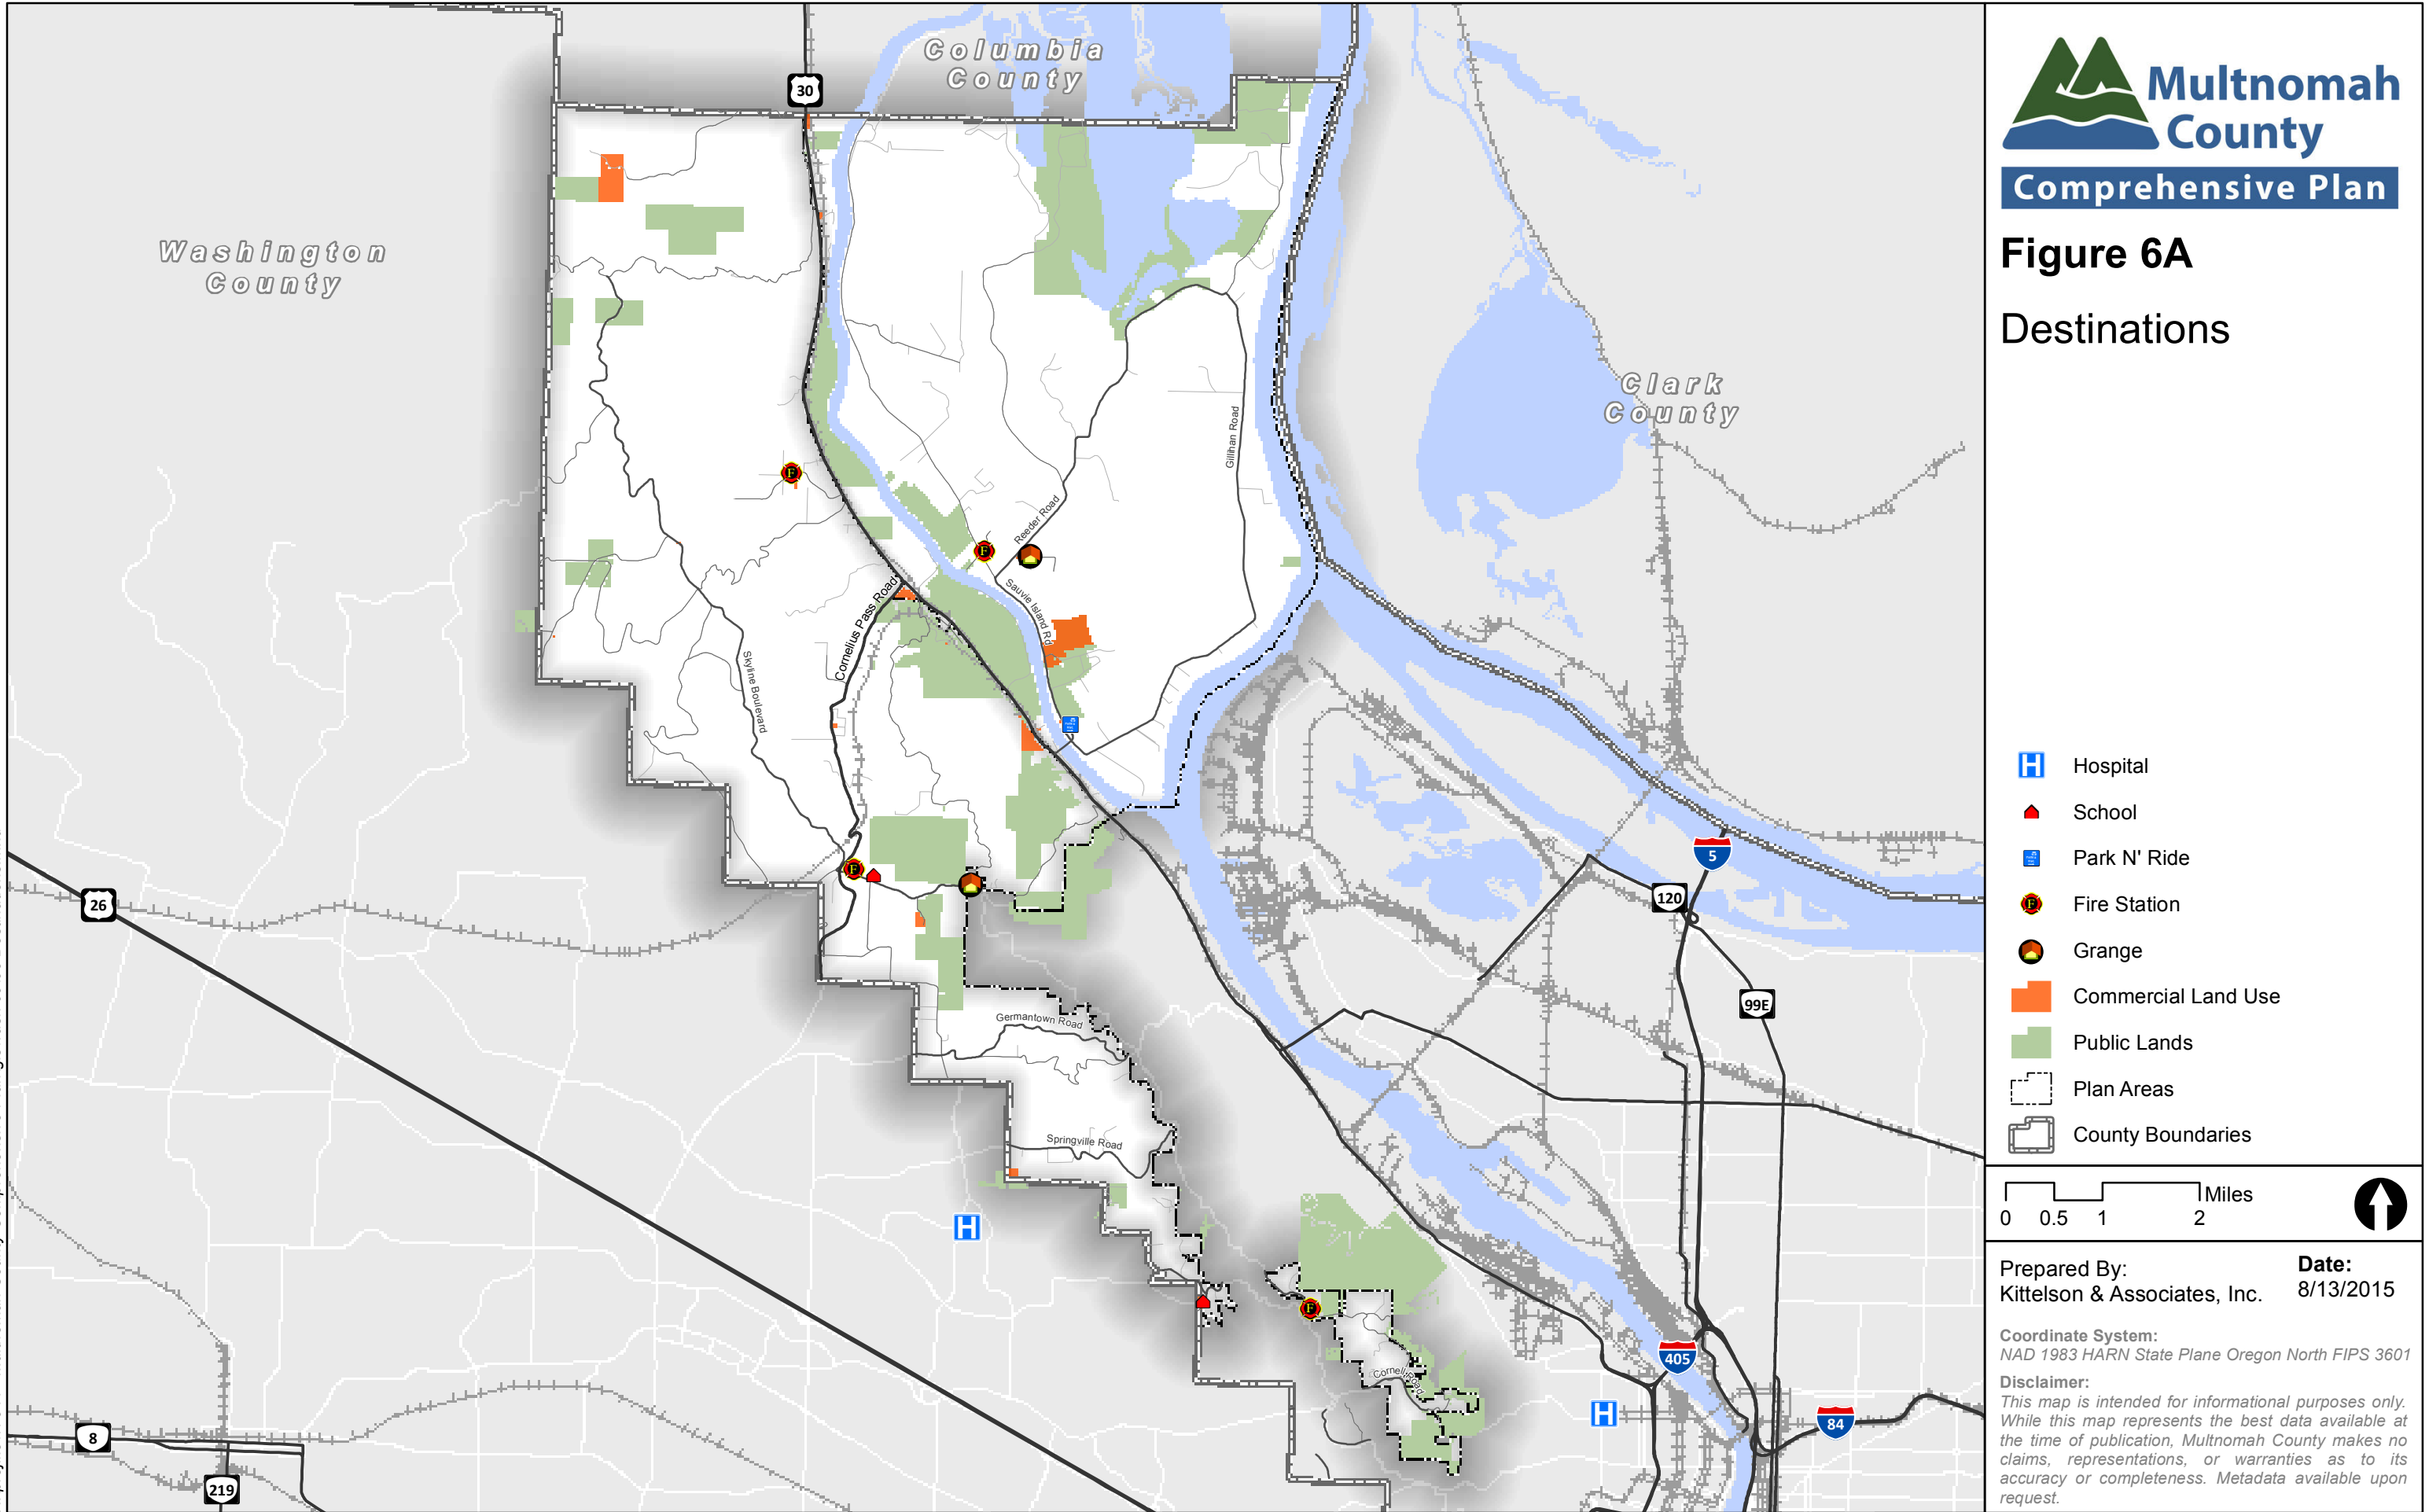 Columbia
County
30
Washington
County
Clark
County
Gillihan Road
Reeder Road
Sauvie Island Rd
Cornelius Pass Road
Skyline Boulevard
26
5
120
99E
Germantown Road
Springville Road
Cornell Road
405
84
8
219
Multnomah
County
Comprehensive Plan
Figure 6A
Destinations
Hospital
School
Park N' Ride
Fire Station
Grange
Commercial Land Use
Public Lands
Plan Areas
County Boundaries
Miles
0 0.5 1 2
Prepared By:
Kittelson & Associates, Inc.
Date:
8/13/2015
Coordinate System:
NAD 1983 HARN State Plane Oregon North FIPS 3601
Disclaimer:
This map is intended for informational purposes only.
While this map represents the best data available at
the time of publication, Multnomah County makes no
claims, representations, or warranties as to its
accuracy or completeness. Metadata available upon
request.
H
H
H
F
F
F
F
F